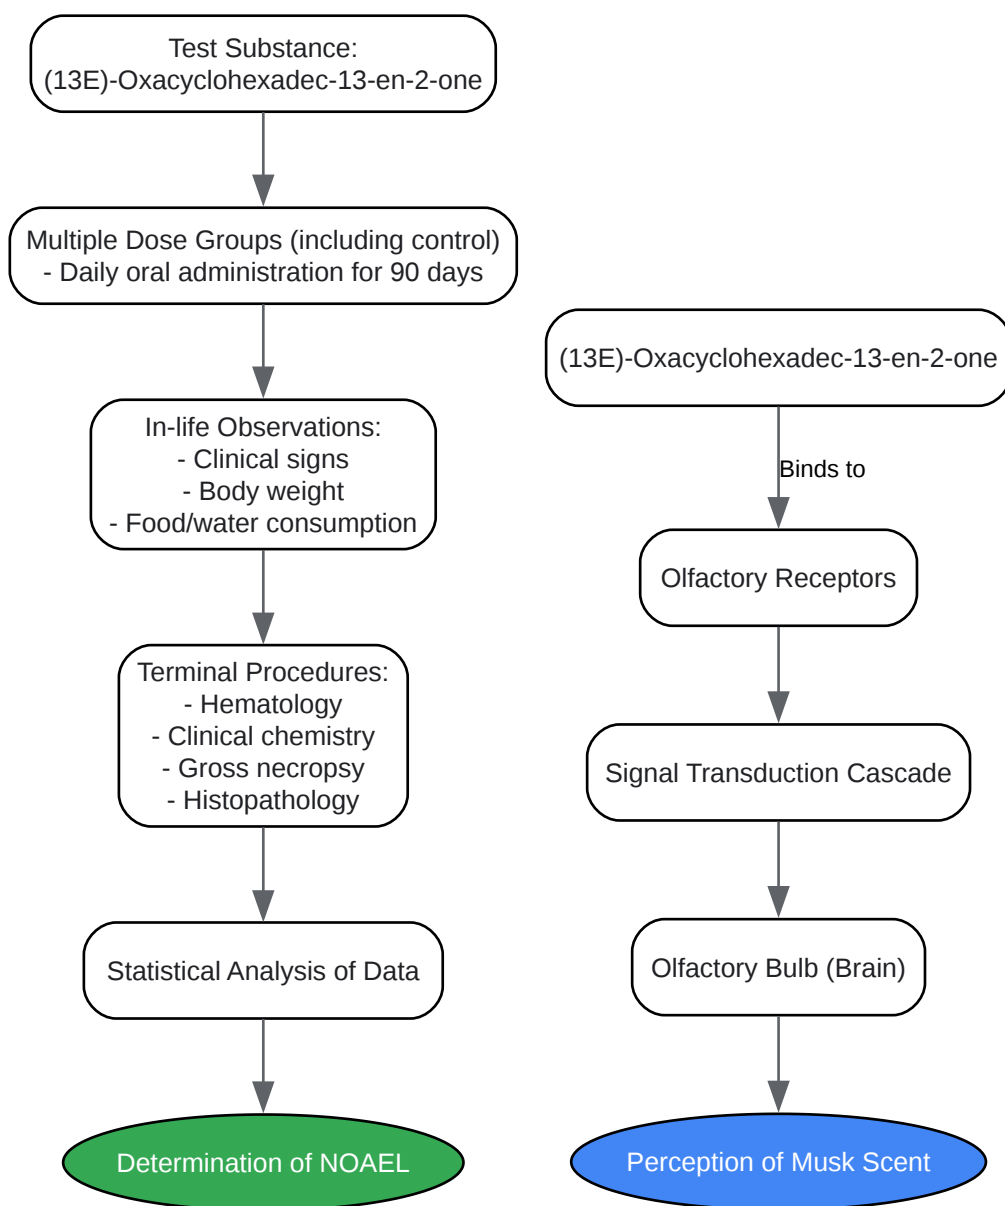 Test Substance:
(13E)-Oxacyclohexadec-13-en-2-one
Multiple Dose Groups (including control)
- Daily oral administration for 90 days
In-life Observations:
- Clinical signs
- Body weight
- Food/water consumption
Terminal Procedures:
- Hematology
- Clinical chemistry
- Gross necropsy
- Histopathology
Statistical Analysis of Data
Determination of NOAEL
(13E)-Oxacyclohexadec-13-en-2-one
Binds to
Olfactory Receptors
Signal Transduction Cascade
Olfactory Bulb (Brain)
Perception of Musk Scent